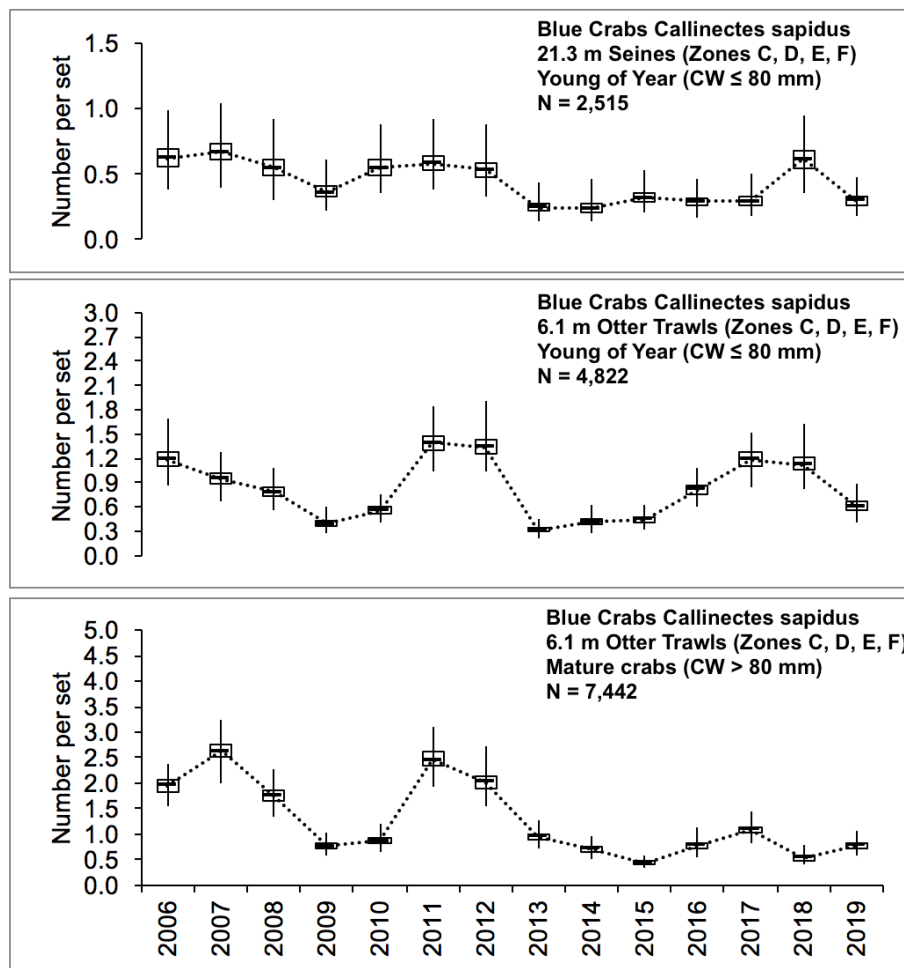 Blue Crabs Callinectes sapidus
21.3 m Seines (Zones C, D, E, F)
Young of Year (CW ≤ 80 mm)
N = 2,515
Number per set
1.5
1.0
0.5
0.0
Blue Crabs Callinectes sapidus
6.1 m Otter Trawls (Zones C, D, E, F)
Young of Year (CW ≤ 80 mm)
N = 4,822
Number per set
3.0
2.7
2.4
2.1
1.8
1.5
1.2
0.9
0.6
0.3
0.0
Blue Crabs Callinectes sapidus
6.1 m Otter Trawls (Zones C, D, E, F)
Mature crabs (CW > 80 mm)
N = 7,442
Number per set
5.0
4.5
4.0
3.5
3.0
2.5
2.0
1.5
1.0
0.5
0.0
2006
2007
2008
2009
2010
2011
2012
2013
2014
2015
2016
2017
2018
2019